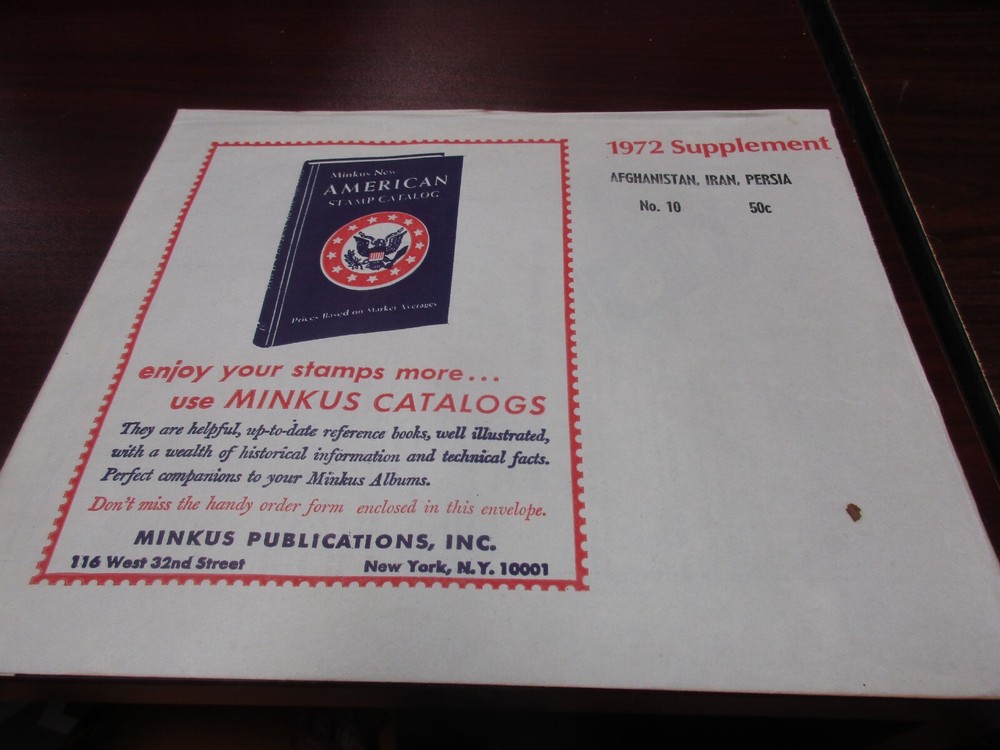 1972 Supplement
AFGHANISTAN, IRAN, PERSIA
No. 10 50c
Minkus New
AMERICAN
STAMP CATALOG
Prices Based on Market Averages
enjoy your stamps more...
use MINKUS CATALOGS
They are helpful, up-to-date reference books, well illustrated,
with a wealth of historical information and technical facts.
Perfect companions to your Minkus Albums.
Don't miss the handy order form enclosed in this envelope.
MINKUS PUBLICATIONS, INC.
116 West 32nd Street New York, N.Y. 10001